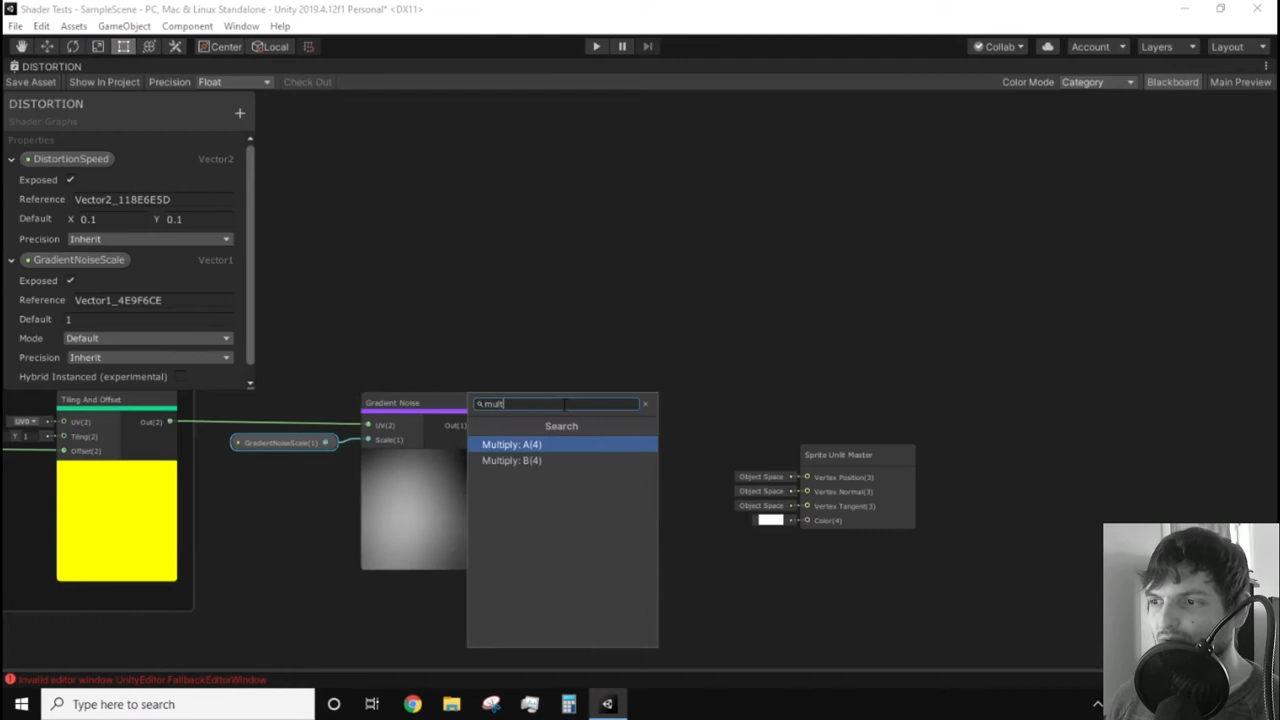 Shader Tests - SampleScene - PC, Mac & Linux Standalone - Unity 2019.4.12f1 Personal* <DX11>
File Edit Assets GameObject Component Window Help
Center Local Collab Account Layers Layout
DISTORTION
Save Asset Show In Project Precision Float Check Out Color Mode Category Blackboard Main Preview
DISTORTION
Shader Graphs
Properties
DistortionSpeed Vector2
Exposed
Reference Vector2_118E6E5D
Default X 0.1 Y 0.1
Precision Inherit
GradientNoiseScale Vector1
Exposed
Reference Vector1_4E9F6CE
Default 1
Mode Default
Precision Inherit
Hybrid Instanced (experimental)
Tiling And Offset
UV0 UV(2) Out(2)
Y 1 Tiling(2)
Offset(2)
GradientNoiseScale(1)
Gradient Noise
UV(2) Out(1)
Scale(1)
mult
Search
Multiply: A(4)
Multiply: B(4)
Sprite Unlit Master
Object Space Vertex Position(3)
Object Space Vertex Normal(3)
Object Space Vertex Tangent(3)
Color(4)
Invalid editor window UnityEditor.FallbackEditorWindow
Type here to search